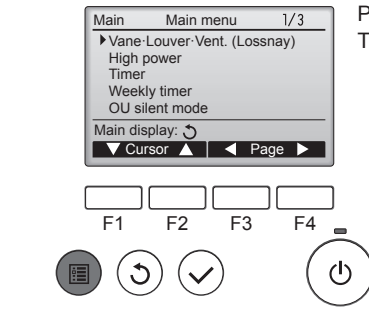 Main Main menu 1/3
Vane·Louver·Vent. (Lossnay)
High power
Timer
Weekly timer
OU silent mode
Main display:
Cursor Page
F1 F2 F3 F4
P
T